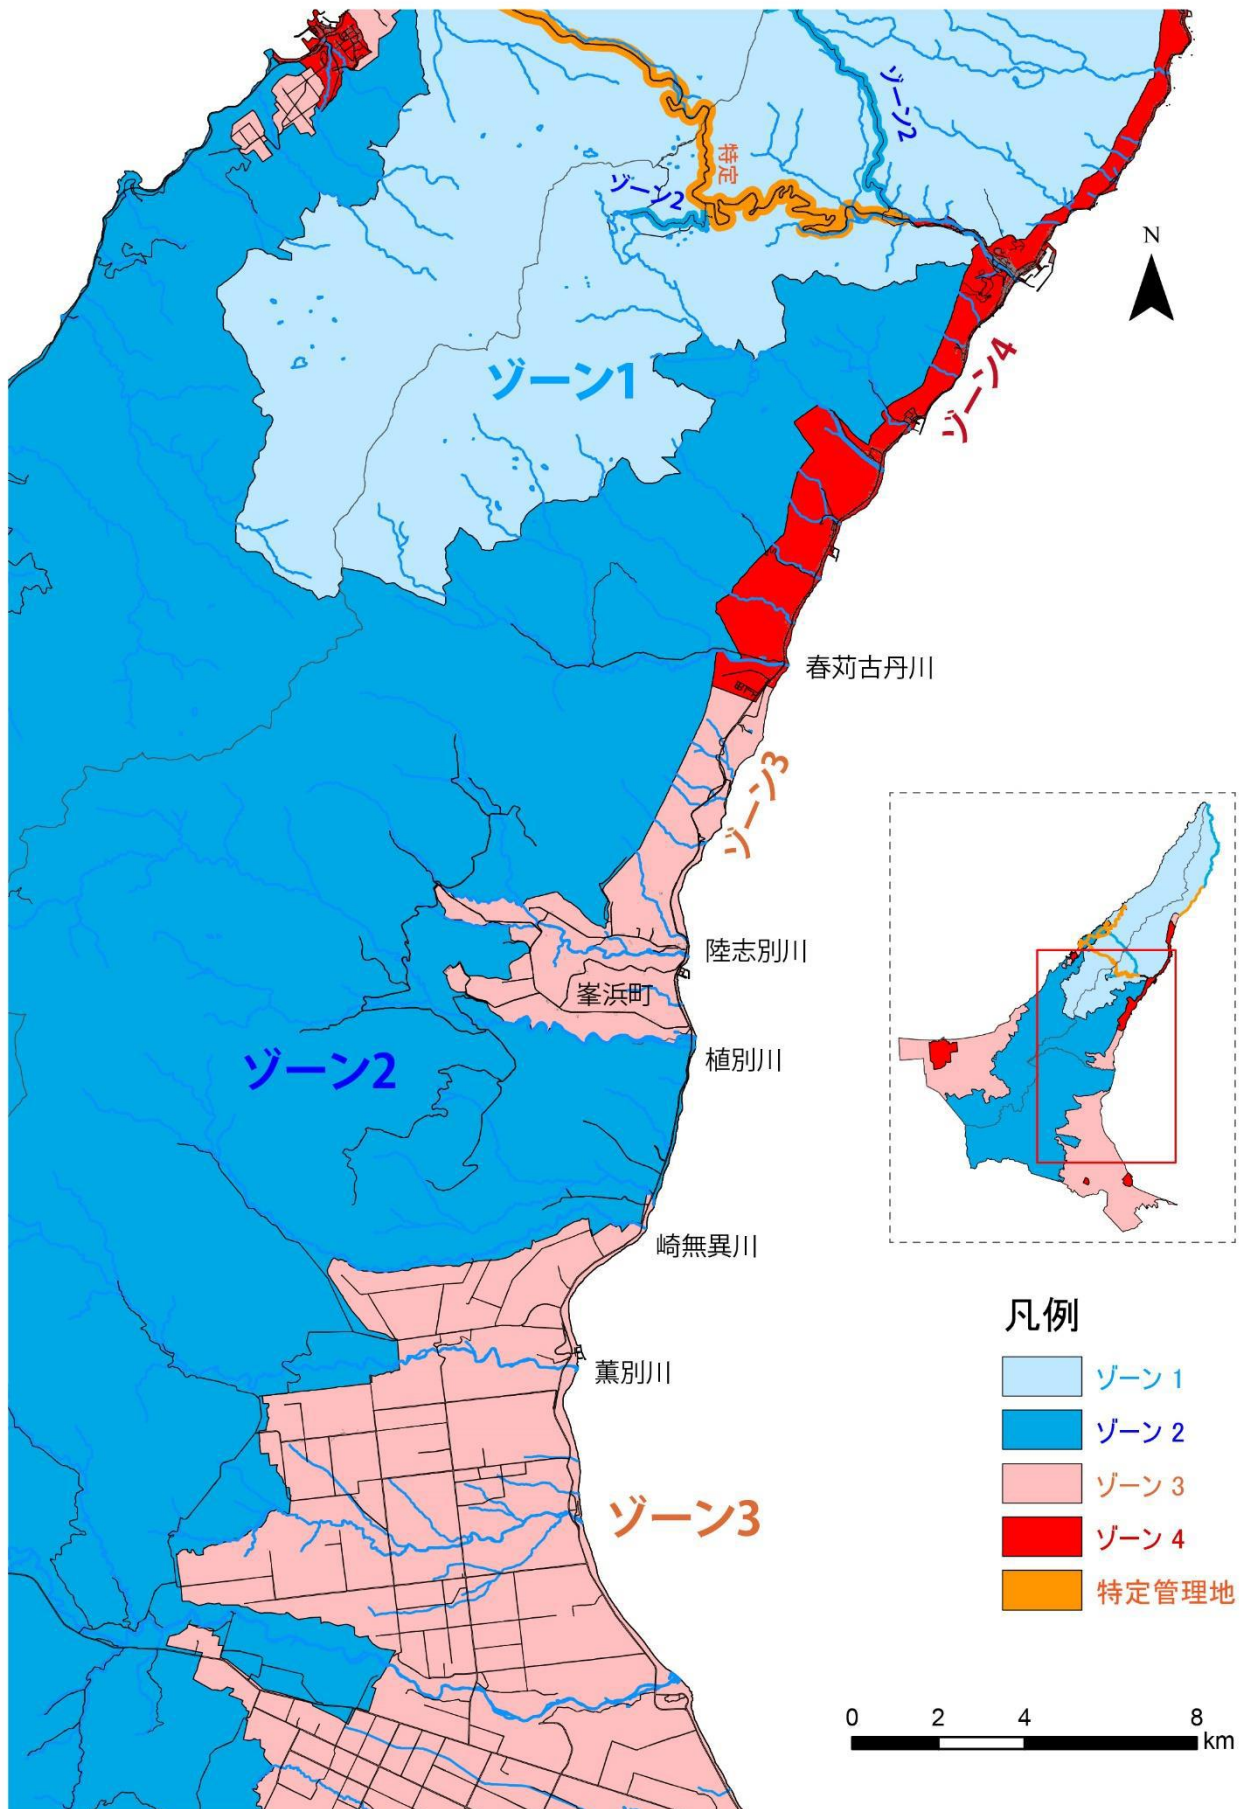 ゾーン2
特定
ゾーン2
N
ゾーン1
ゾーン4
春苅古丹川
ゾーン3
陸志別川
峯浜町
植別川
ゾーン2
崎無異川
薫別川
ゾーン3
凡例
ゾーン 1
ゾーン 2
ゾーン 3
ゾーン 4
特定管理地
0 2 4 8
km